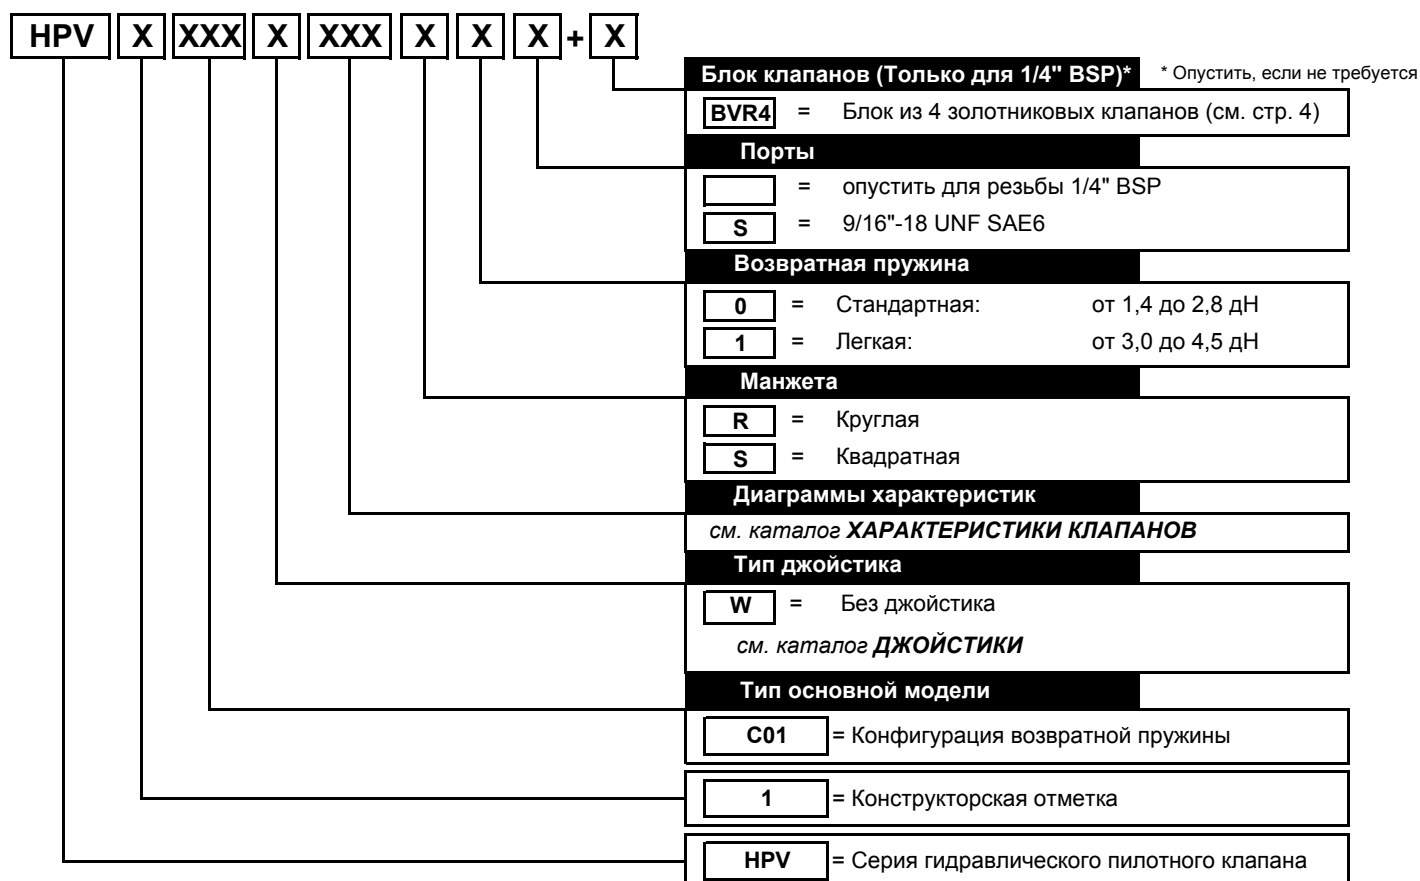 HPV X XXX X XXX X X X + X
Блок клапанов (Только для 1/4" BSP)* * Опустить, если не требуется
BVR4 = Блок из 4 золотниковых клапанов (см. стр. 4)
Порты
= опустить для резьбы 1/4" BSP
S = 9/16"-18 UNF SAE6
Возвратная пружина
0 = Стандартная: от 1,4 до 2,8 дН
1 = Легкая: от 3,0 до 4,5 дН
Манжета
R = Круглая
S = Квадратная
Диаграммы характеристик
см. каталог ХАРАКТЕРИСТИКИ КЛАПАНОВ
Тип джойстика
W = Без джойстика
см. каталог ДЖОЙСТИКИ
Тип основной модели
C01 = Конфигурация возвратной пружины
1 = Конструкторская отметка
HPV = Серия гидравлического пилотного клапана